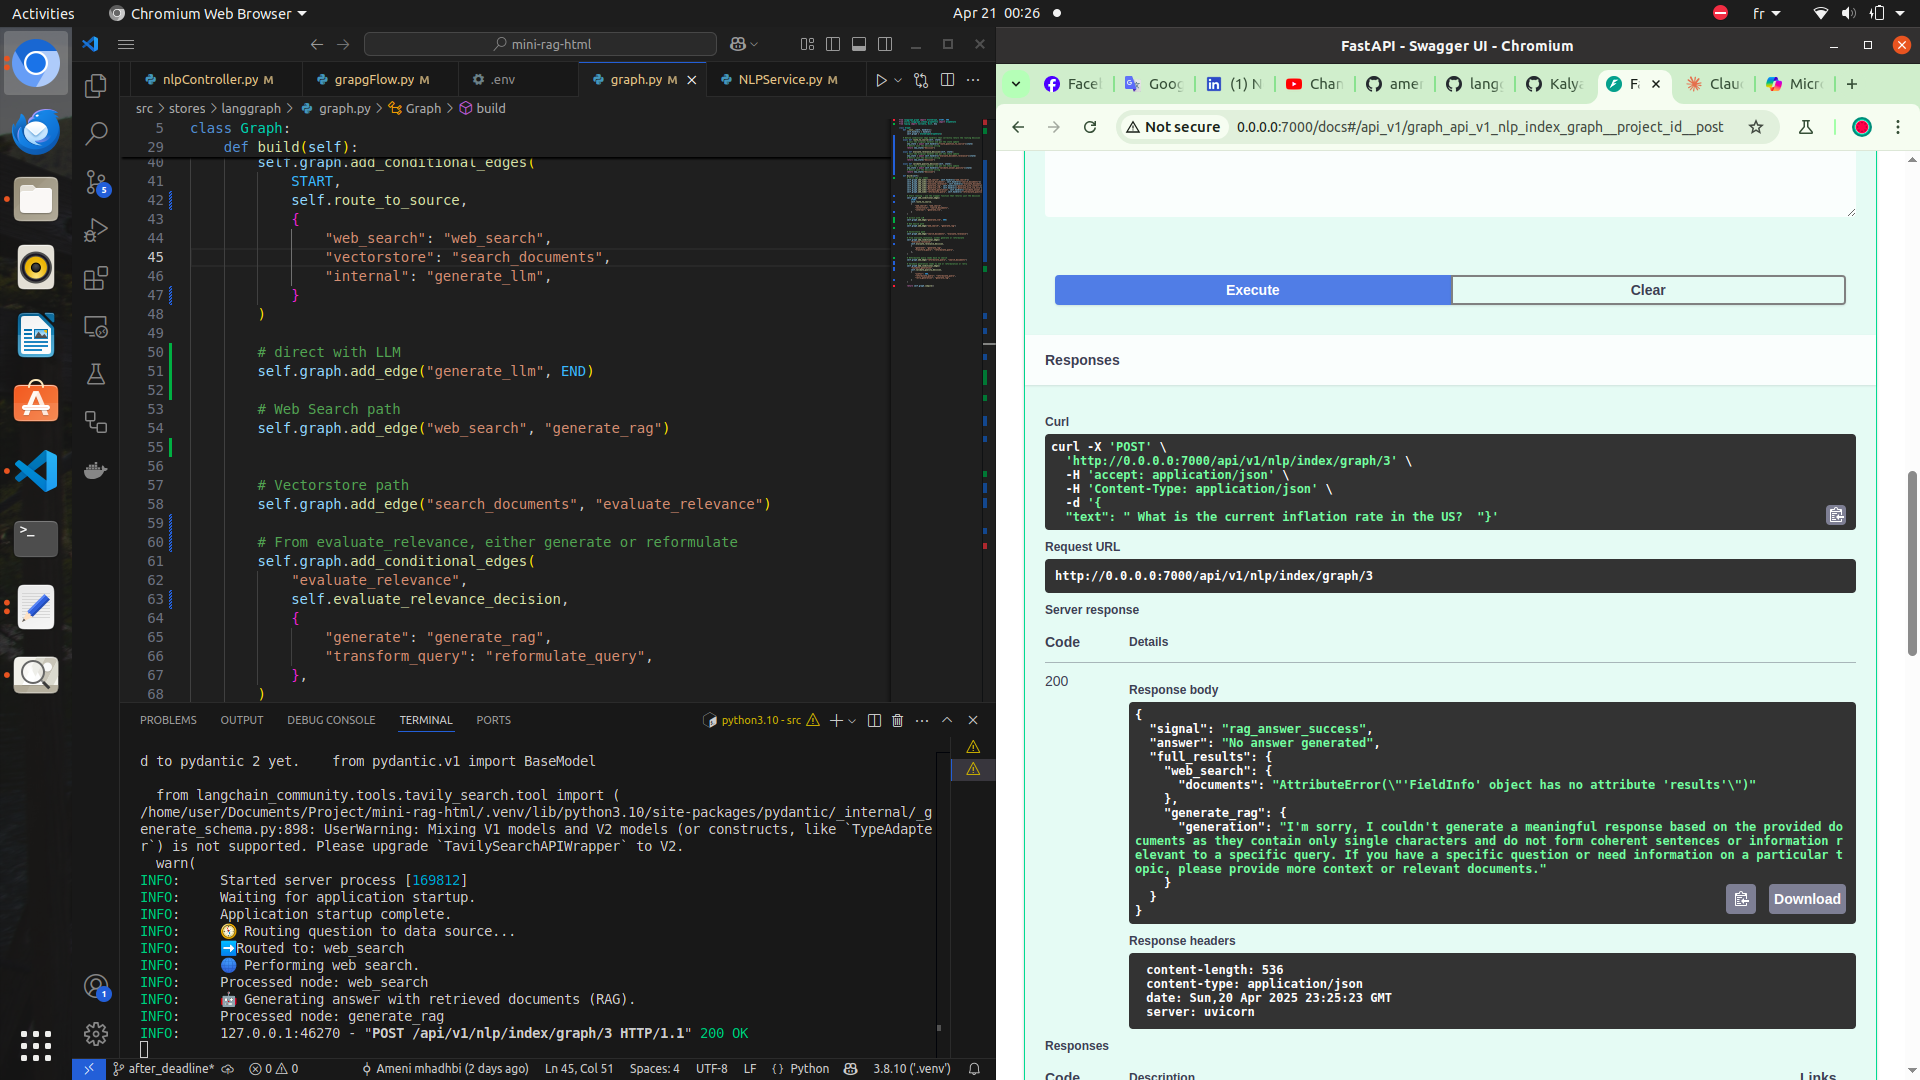 Activities
Chromium Web Browser
Apr 21 00:26
fr
mini-rag-html
nlpController.py M
grapgFlow.py M
.env
graph.py M
NLPService.py M
src > stores > langgraph > graph.py > Graph > build
5 class Graph:
29 def build(self):
40 self.graph.add_conditional_edges(
41 START,
42 self.route_to_source,
43 {
44 "web_search": "web_search",
45 "vectorstore": "search_documents",
46 "internal": "generate_llm",
47 }
48 )
49
50 # direct with LLM
51 self.graph.add_edge("generate_llm", END)
52
53 # Web Search path
54 self.graph.add_edge("web_search", "generate_rag")
55
56
57 # Vectorstore path
58 self.graph.add_edge("search_documents", "evaluate_relevance")
59
60 # From evaluate_relevance, either generate or reformulate
61 self.graph.add_conditional_edges(
62 "evaluate_relevance",
63 self.evaluate_relevance_decision,
64 {
65 "generate": "generate_rag",
66 "transform_query": "reformulate_query",
67 },
68 )
PROBLEMS OUTPUT DEBUG CONSOLE TERMINAL PORTS
python3.10 - src
d to pydantic 2 yet. from pydantic.v1 import BaseModel
from langchain_community.tools.tavily_search.tool import (
/home/user/Documents/Project/mini-rag-html/.venv/lib/python3.10/site-packages/pydantic/_internal/_g
enerate_schema.py:898: UserWarning: Mixing V1 models and V2 models (or constructs, like `TypeAdapte
r`) is not supported. Please upgrade `TavilySearchAPIWrapper` to V2.
warn(
INFO: Started server process [169812]
INFO: Waiting for application startup.
INFO: Application startup complete.
INFO: 🧭 Routing question to data source...
INFO: ➡️Routed to: web_search
INFO: 🌐 Performing web search.
INFO: Processed node: web_search
INFO: 🤖 Generating answer with retrieved documents (RAG).
INFO: Processed node: generate_rag
INFO: 127.0.0.1:46270 - "POST /api/v1/nlp/index/graph/3 HTTP/1.1" 200 OK
5
1
after_deadline*
0 0
Ameni mhadhbi (2 days ago)
Ln 45, Col 51
Spaces: 4
UTF-8
LF
{ } Python
3.8.10 ('.venv')
FastAPI - Swagger UI - Chromium
Facel
Goog
(1) N
Chan
amer
langg
Kalya
Fa
Clau
Micro
Not secure
0.0.0.0:7000/docs#/api_v1/graph_api_v1_nlp_index_graph__project_id__post
Execute
Clear
Responses
Curl
curl -X 'POST' \
'http://0.0.0.0:7000/api/v1/nlp/index/graph/3' \
-H 'accept: application/json' \
-H 'Content-Type: application/json' \
-d '{
"text": " What is the current inflation rate in the US?  "}'
Request URL
http://0.0.0.0:7000/api/v1/nlp/index/graph/3
Server response
Code Details
200
Response body
{
"signal": "rag_answer_success",
"answer": "No answer generated",
"full_results": {
"web_search": {
"documents": "AttributeError(\"'FieldInfo' object has no attribute 'results'\")"
},
"generate_rag": {
"generation": "I'm sorry, I couldn't generate a meaningful response based on the provided do
cuments as they contain only single characters and do not form coherent sentences or information r
elevant to a specific query. If you have a specific question or need information on a particular t
opic, please provide more context or relevant documents."
}
}
}
Download
Response headers
content-length: 536
content-type: application/json
date: Sun,20 Apr 2025 23:25:23 GMT
server: uvicorn
Responses
Code Description Links